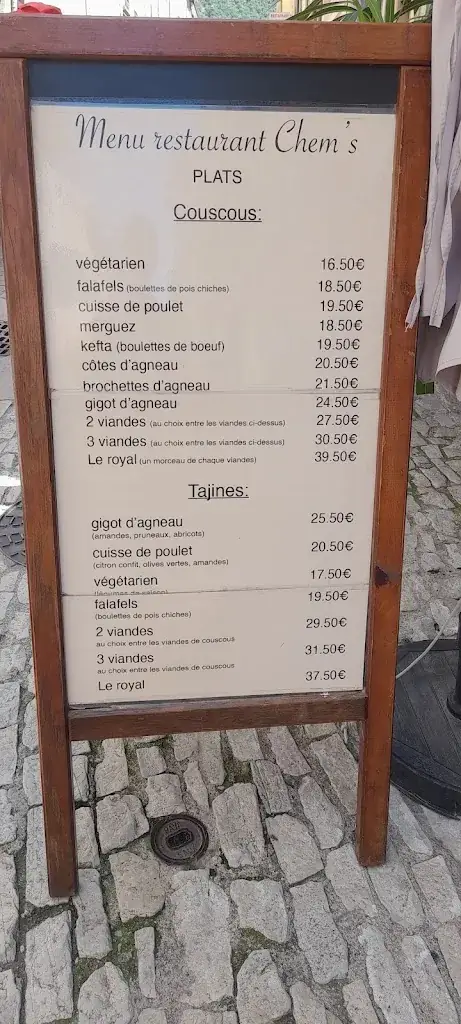 Menu restaurant Chem's
PLATS
Couscous:
végétarien 16.50€
falafels (boulettes de pois chiches) 18.50€
cuisse de poulet 19.50€
merguez 18.50€
kefta (boulettes de boeuf) 19.50€
côtes d'agneau 20.50€
brochettes d'agneau 21.50€
gigot d'agneau 24.50€
2 viandes (au choix entre les viandes ci-dessus) 27.50€
3 viandes (au choix entre les viandes ci-dessus) 30.50€
Le royal (un morceau de chaque viandes) 39.50€
Tajines:
gigot d'agneau 25.50€
(amandes, pruneaux, abricots)
cuisse de poulet 20.50€
(citron confit, olives vertes, amandes)
végétarien 17.50€
(légumes de saison)
falafels 19.50€
(boulettes de pois chiches)
2 viandes 29.50€
au choix entre les viandes de couscous
3 viandes 31.50€
au choix entre les viandes de couscous
Le royal 37.50€